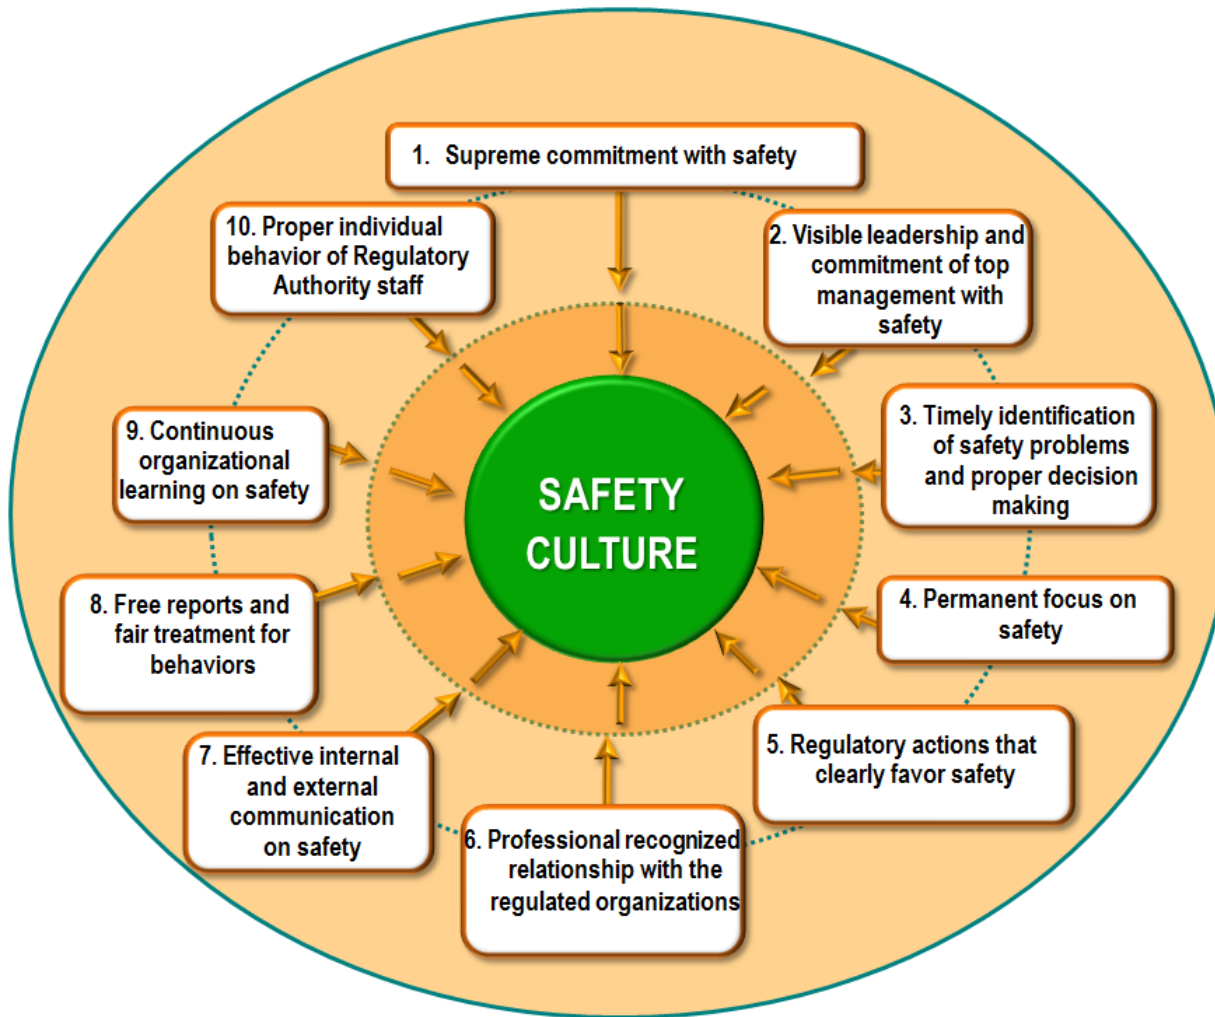 1. Supreme commitment with safety
10. Proper individual
behavior of Regulatory
Authority staff
2. Visible leadership and
commitment of top
management with
safety
9. Continuous
organizational
learning on safety
3. Timely identification
of safety problems
and proper decision
making
SAFETY
CULTURE
8. Free reports and
fair treatment for
behaviors
4. Permanent focus on
safety
7. Effective internal
and external
communication
on safety
5. Regulatory actions that
clearly favor safety
6. Professional recognized
relationship with the
regulated organizations